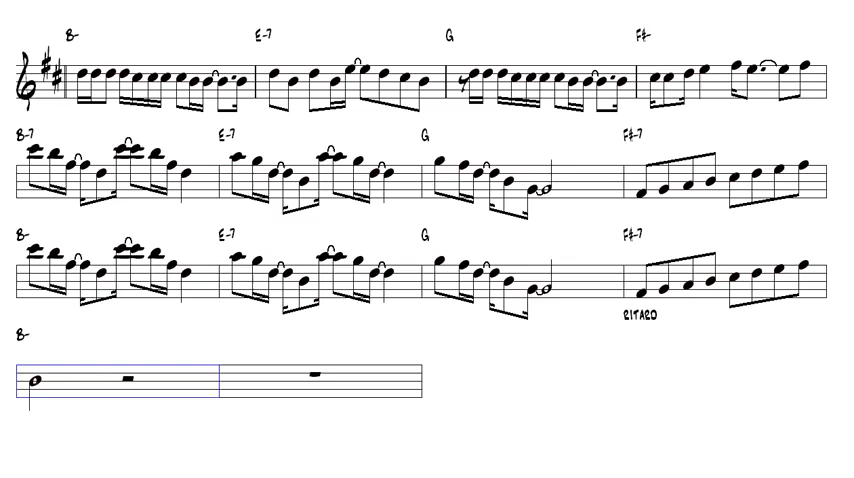 B- E-7 G F#-
B-7 E-7 G F#-7
B- E-7 G F#-7
RITARD
B-